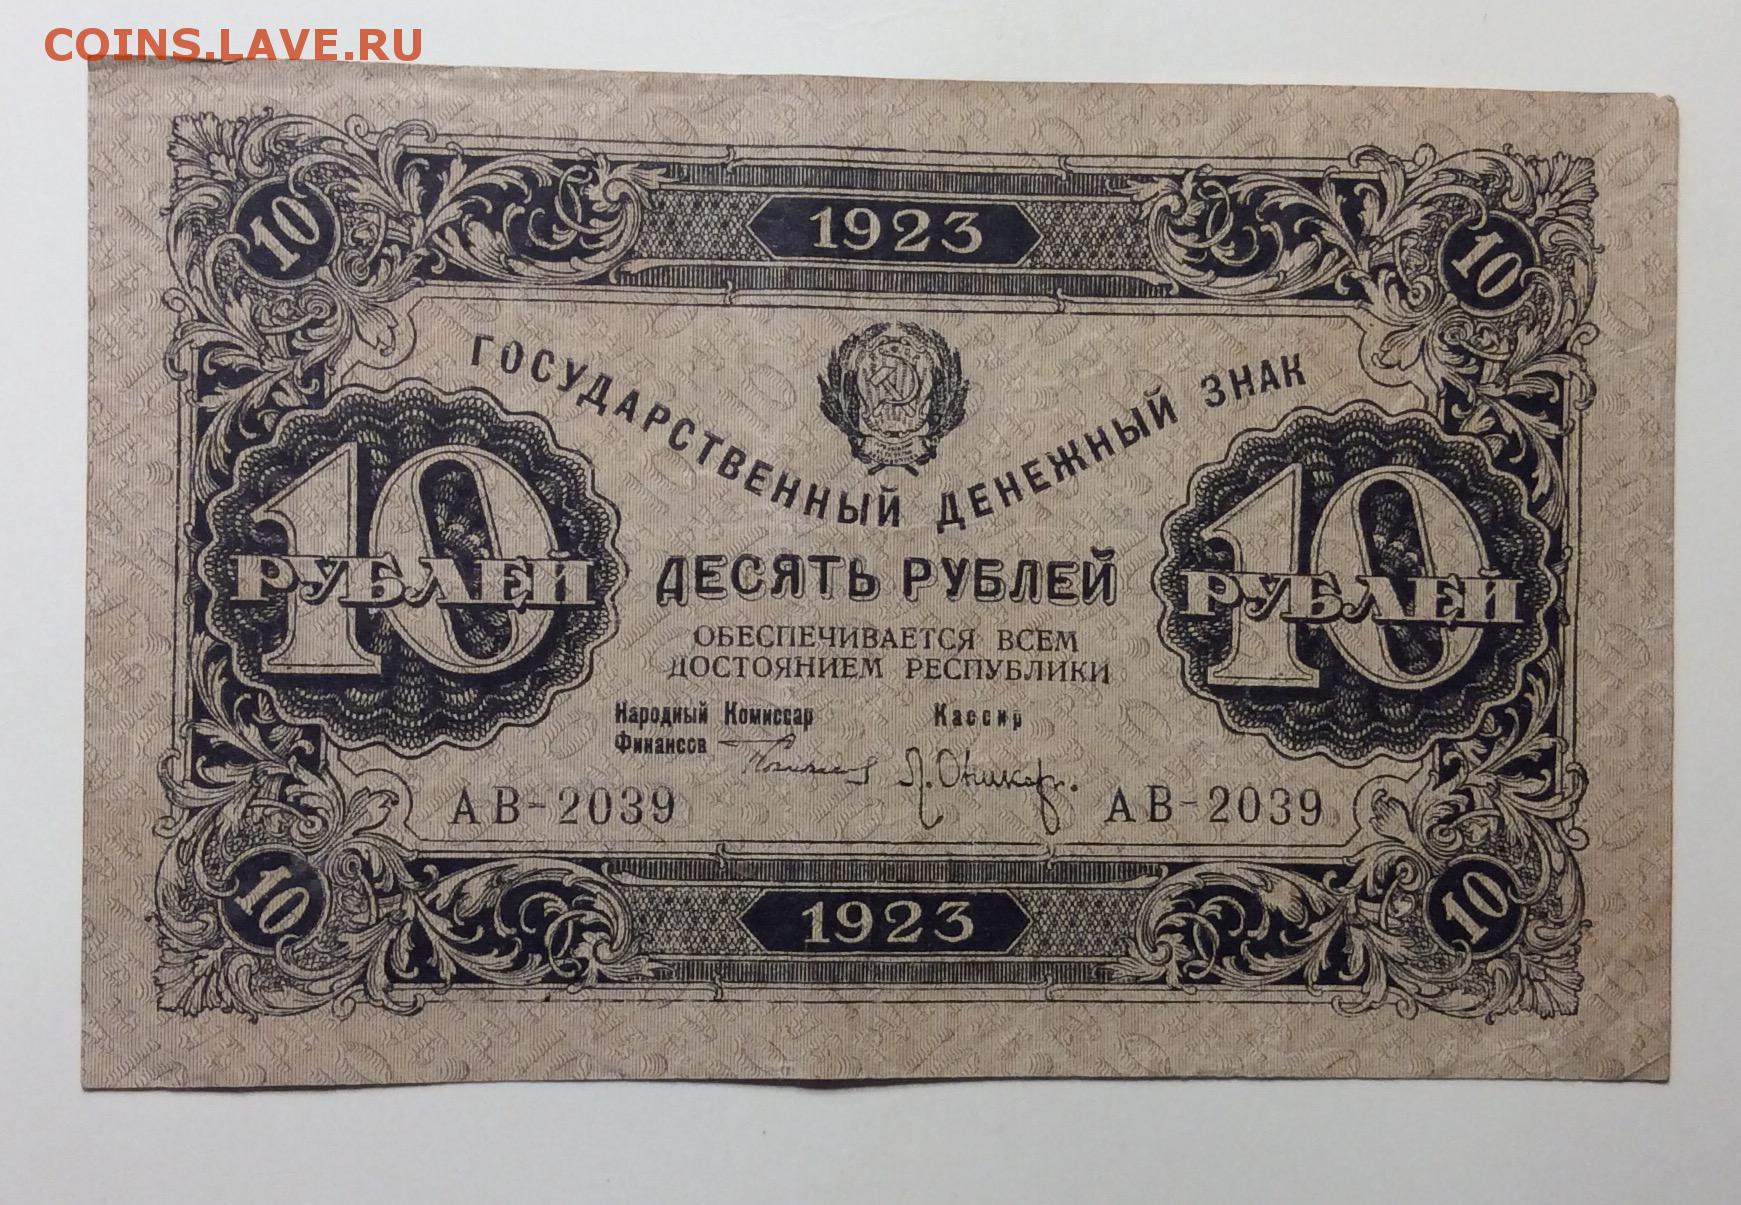 COINS.LAVE.RU
10 1923 10
ГОСУДАРСТВЕННЫЙ ДЕНЕЖНЫЙ ЗНАК
10 РУБЛЕЙ
ДЕСЯТЬ РУБЛЕЙ
10 РУБЛЕЙ
ОБЕСПЕЧИВАЕТСЯ ВСЕМ
ДОСТОЯНИЕМ РЕСПУБЛИКИ
Народный Комиссар Кассир
Финансов
Л. Оникер.
АВ-2039 АВ-2039
10 1923 10